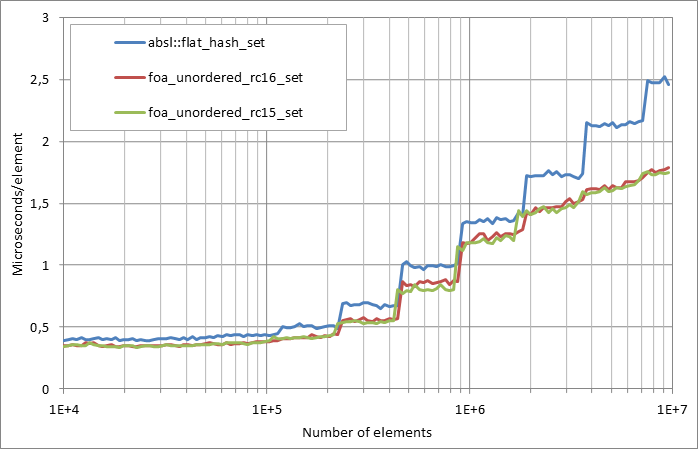 3
2,5
2
1,5
1
0,5
0
absl::flat_hash_set
foa_unordered_rc16_set
foa_unordered_rc15_set
Microseconds/element
1E+4 1E+5 1E+6 1E+7
Number of elements